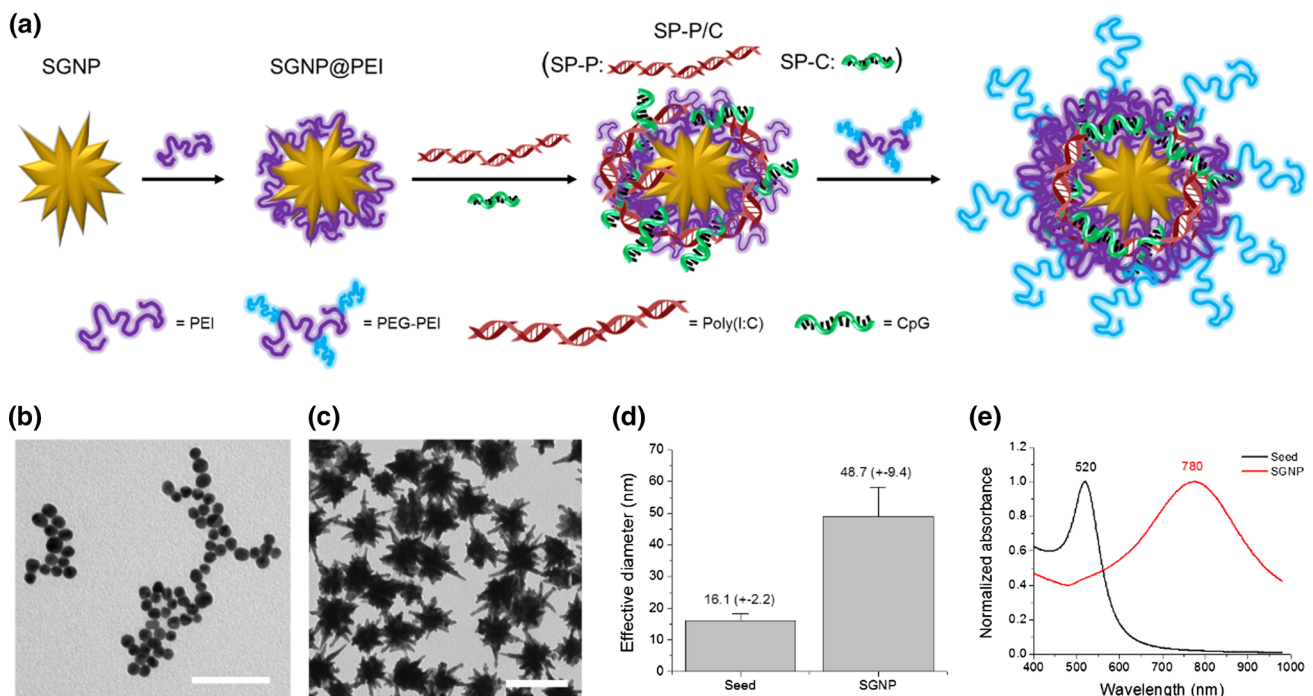 (a)
SP-P/C
SGNP
SGNP@PEI
(SP-P:
SP-C:
)
= PEI
= PEG-PEI
= Poly(I:C)
= CpG
(b)
(c)
(d)
(e)
70
60
50
40
30
20
10
0
Effective diameter (nm)
16.1 (+-2.2)
48.7 (+-9.4)
Seed
SGNP
1.2
1.0
0.8
0.6
0.4
0.2
0.0
Normalized absorbance
520
780
Seed
SGNP
400 500 600 700 800 900 1000
Wavelength (nm)